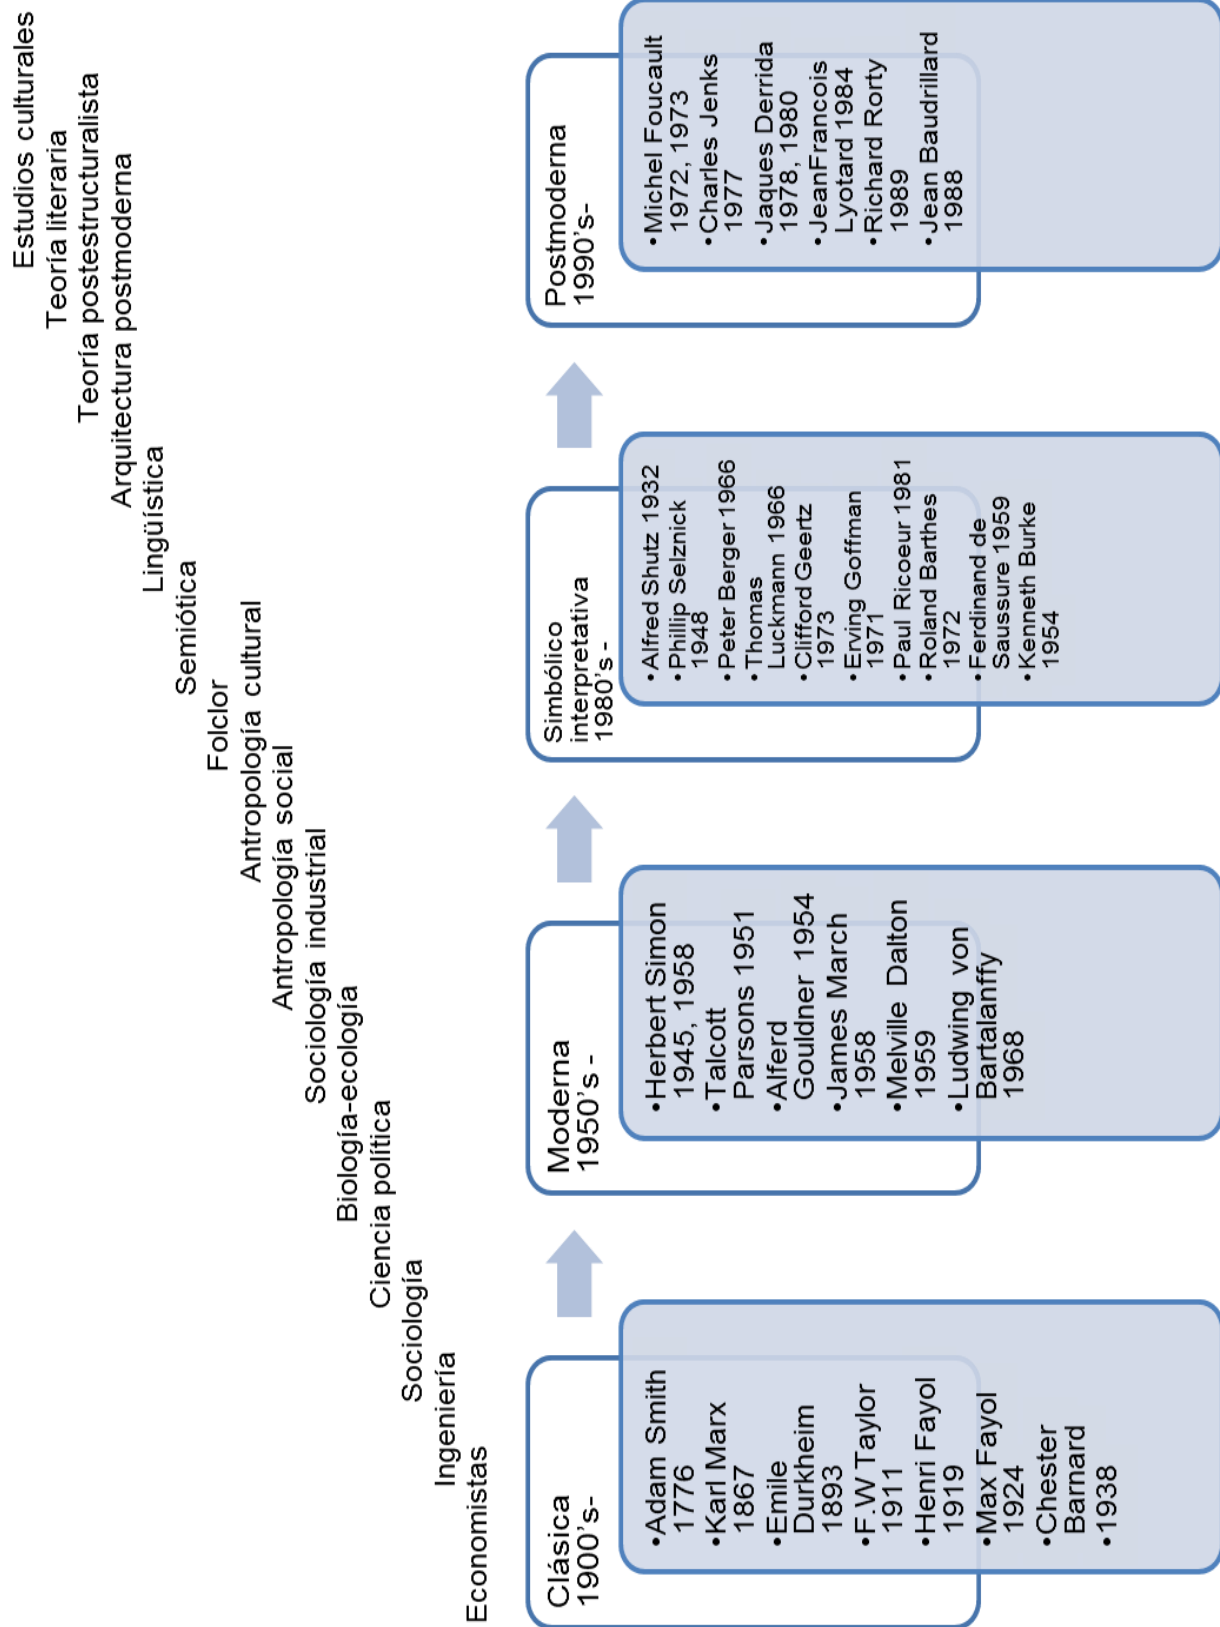 Estudios culturales
Teoría literaria
Teoría postestructuralista
Arquitectura postmoderna
Lingüística
Semiótica
Folclor
Antropología cultural
Antropología social
Sociología industrial
Biología-ecología
Ciencia política
Sociología
Ingeniería
Economistas
Clásica
1900's-
•Adam Smith
1776
•Karl Marx
1867
•Emile
Durkheim
1893
•F.W Taylor
1911
•Henri Fayol
1919
•Max Fayol
1924
•Chester
Barnard
•1938
Moderna
1950's -
•Herbert Simon
1945, 1958
•Talcott
Parsons 1951
•Alferd
Gouldner 1954
•James March
1958
•Melville Dalton
1959
•Ludwing von
Bartalanffy
1968
Simbólico
interpretativa
1980's -
•Alfred Shutz 1932
•Phillip Selznick
1948
•Peter Berger 1966
•Thomas
Luckmann 1966
•Clifford Geertz
1973
•Erving Goffman
1971
•Paul Ricoeur 1981
•Roland Barthes
1972
•Ferdinand de
Saussure 1959
•Kenneth Burke
1954
Postmoderna
1990's-
•Michel Foucault
1972, 1973
•Charles Jenks
1977
•Jaques Derrida
1978, 1980
•JeanFrancois
Lyotard 1984
•Richard Rorty
1989
•Jean Baudrillard
1988